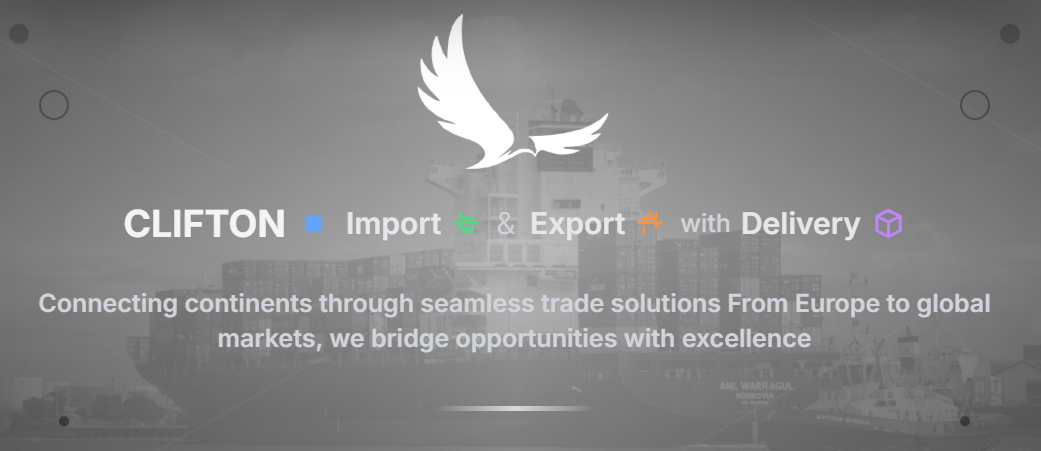 CLIFTON Import & Export with Delivery
Connecting continents through seamless trade solutions From Europe to global
markets, we bridge opportunities with excellence
ANL WARRAGUL
MONROVIA